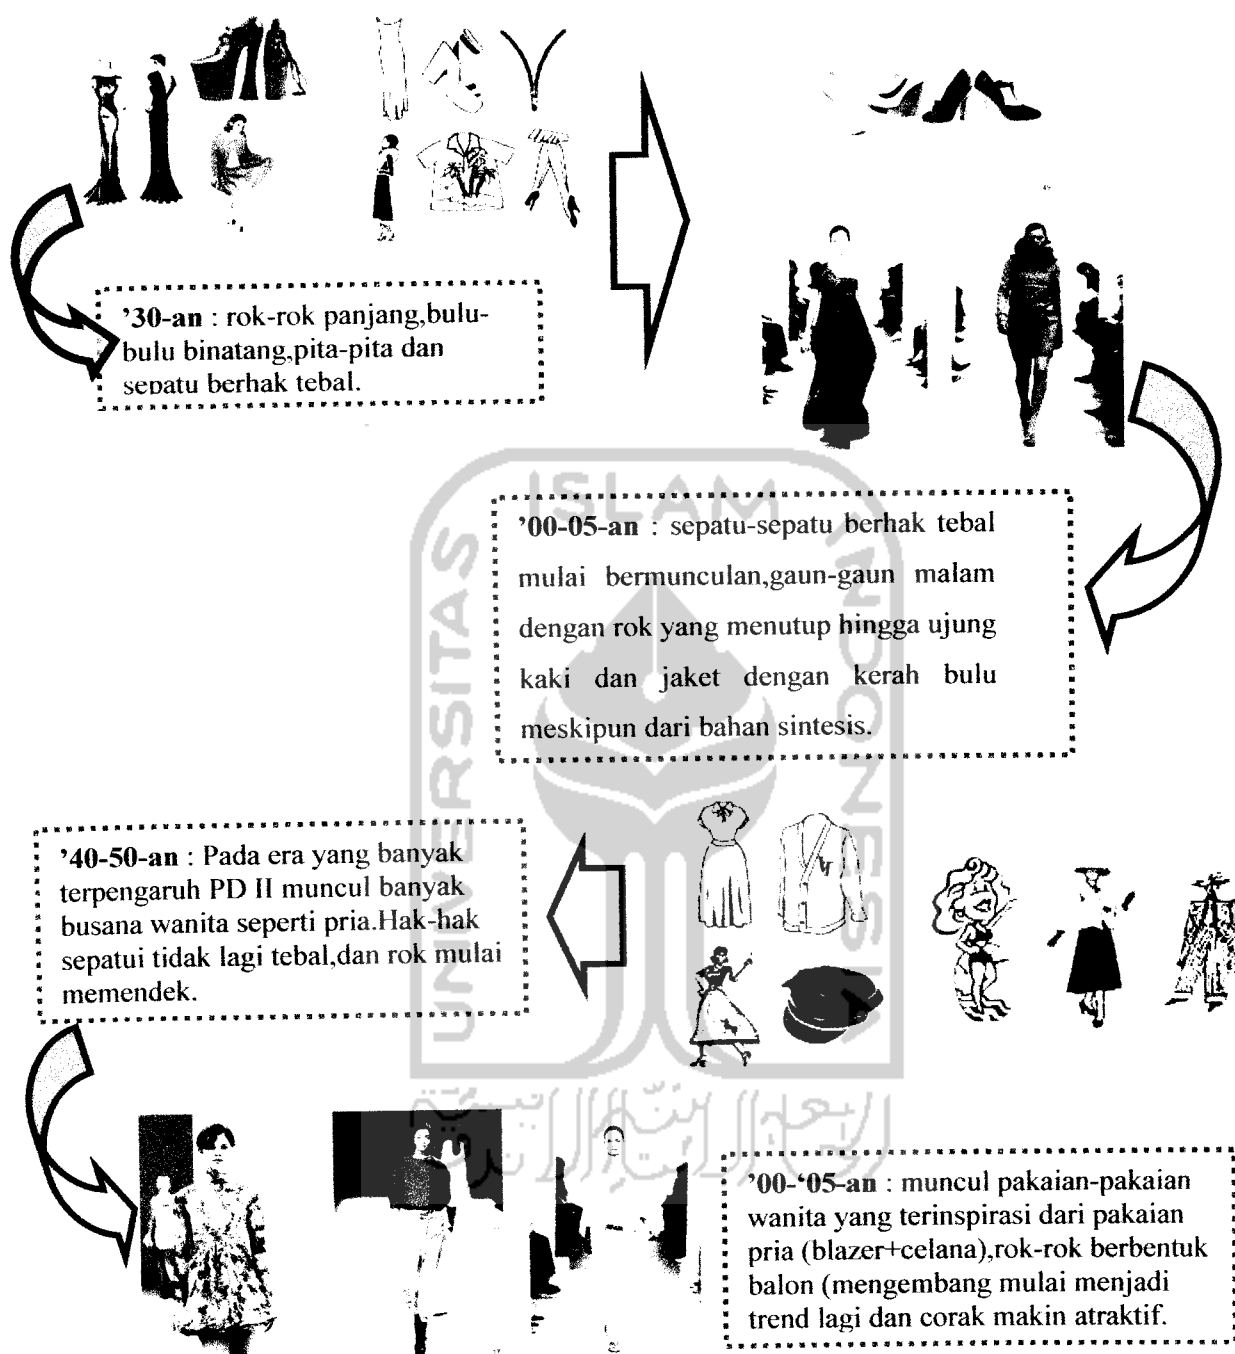 ’30-an : rok-rok panjang,bulu-
bulu binatang,pita-pita dan
sepatu berhak tebal.
ISLAM
UNIVERSITAS
INDONESIA
’00-05-an : sepatu-sepatu berhak tebal
mulai bermunculan,gaun-gaun malam
dengan rok yang menutup hingga ujung
kaki dan jaket dengan kerah bulu
meskipun dari bahan sintesis.
’40-50-an : Pada era yang banyak
terpengaruh PD II muncul banyak
busana wanita seperti pria.Hak-hak
sepatui tidak lagi tebal,dan rok mulai
memendek.
’00-‘05-an : muncul pakaian-pakaian
wanita yang terinspirasi dari pakaian
pria (blazer+celana),rok-rok berbentuk
balon (mengembang mulai menjadi
trend lagi dan corak makin atraktif.